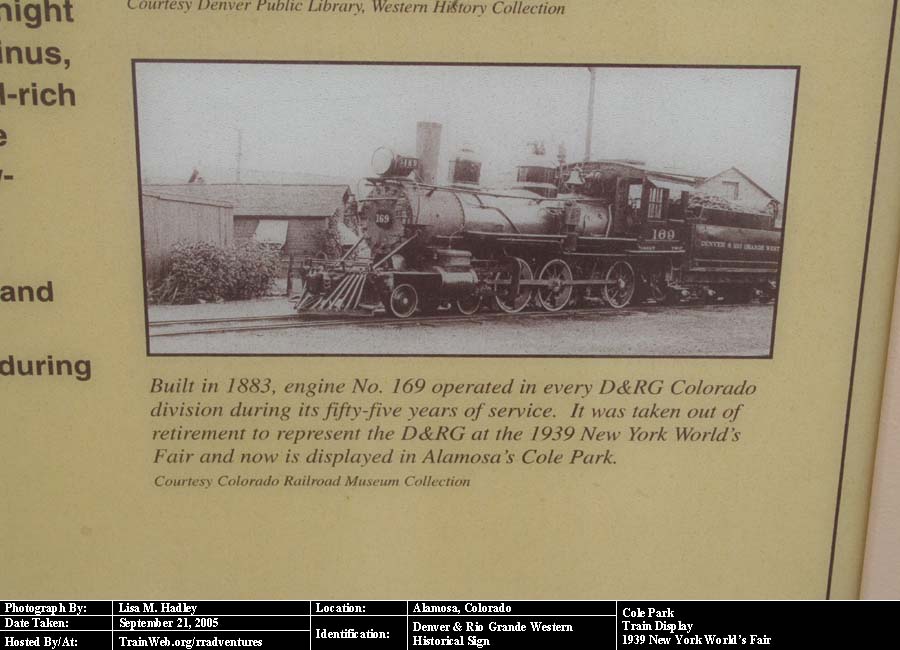 Courtesy Denver Public Library, Western History Collection
night
inus,
l-rich
e
-
and
during
169
169
169
DENVER & RIO GRANDE WEST
Built in 1883, engine No. 169 operated in every D&RG Colorado
division during its fifty-five years of service. It was taken out of
retirement to represent the D&RG at the 1939 New York World's
Fair and now is displayed in Alamosa's Cole Park.
Courtesy Colorado Railroad Museum Collection
Photograph By: Lisa M. Hadley
Date Taken: September 21, 2005
Hosted By/At: TrainWeb.org/rradventures
Location: Alamosa, Colorado
Identification: Denver & Rio Grande Western
Historical Sign
Cole Park
Train Display
1939 New York World's Fair